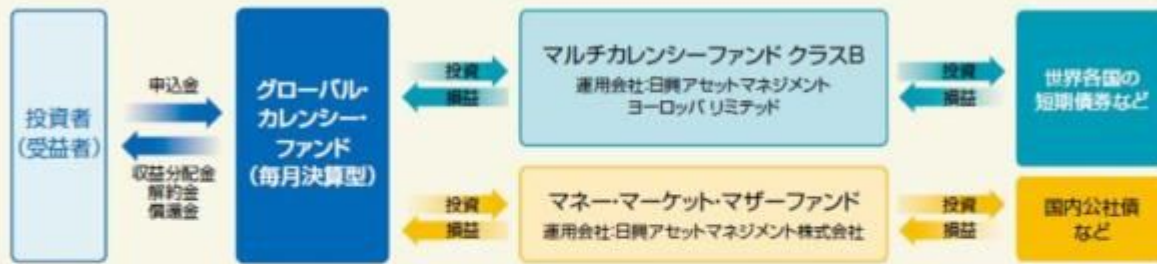 投資者
(受益者)
申込金
収益分配金
解約金
償還金
グローバル・
カレンシー・
ファンド
(毎月決算型)
投資
損益
マルチカレンシーファンド クラスB
運用会社:日興アセットマネジメント
ヨーロッパ リミテッド
投資
損益
世界各国の
短期債券など
投資
損益
マネー・マーケット・マザーファンド
運用会社:日興アセットマネジメント株式会社
投資
損益
国内公社債
など